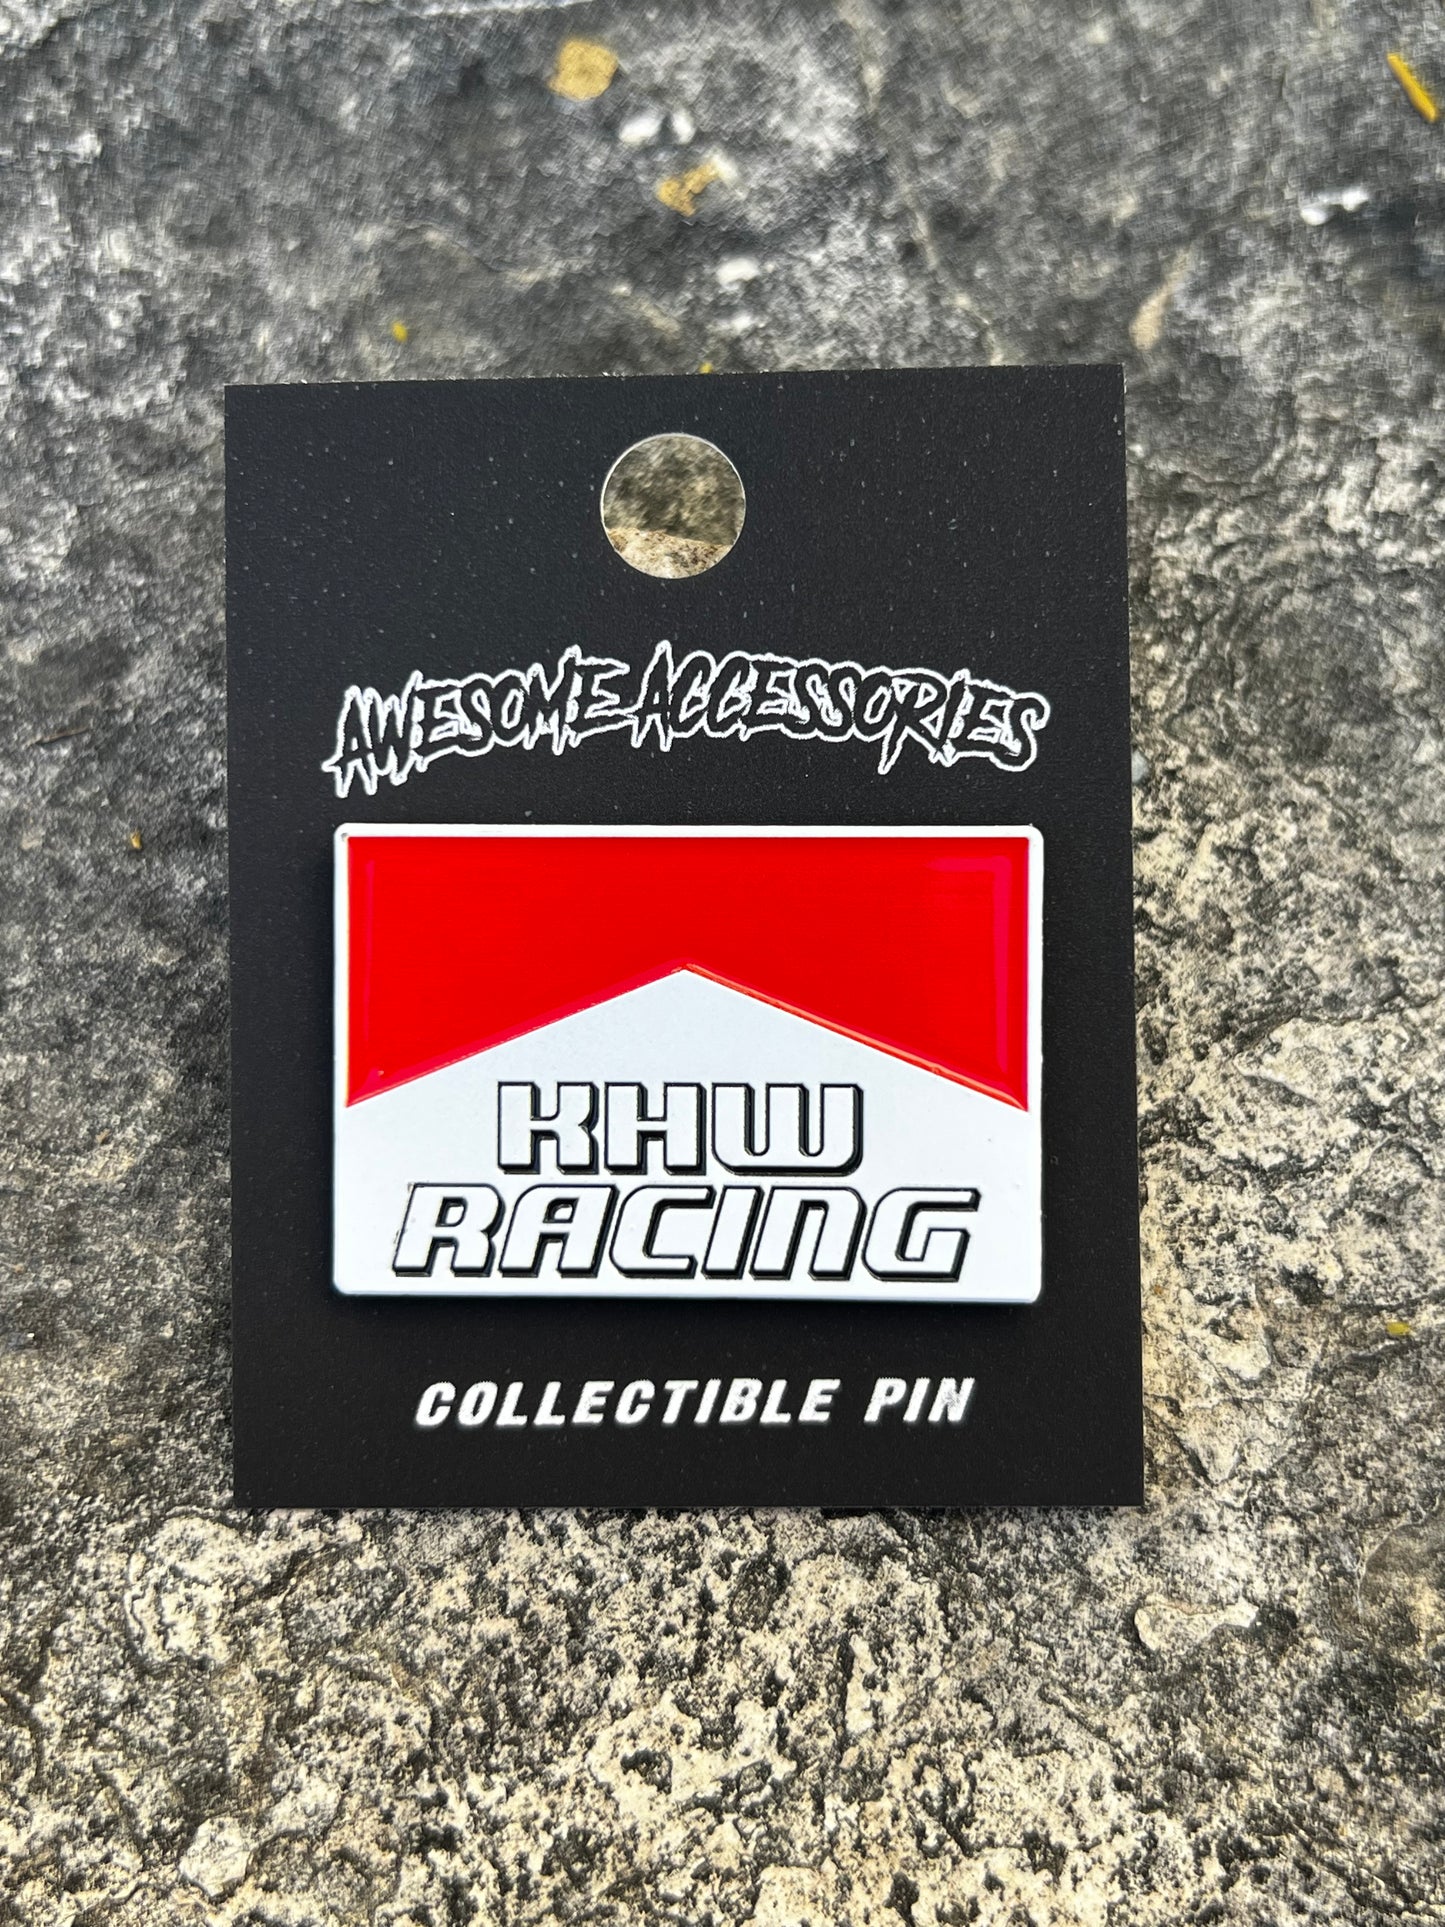 AWESOME ACCESSORIES
KHW
RACING
COLLECTIBLE PIN